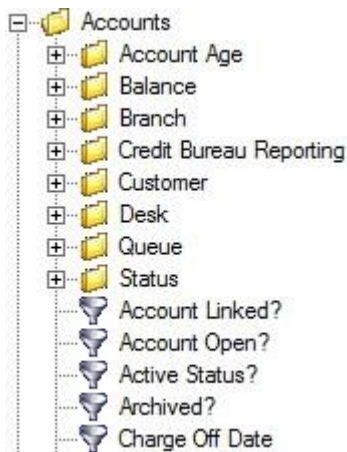 Accounts
Account Age
Balance
Branch
Credit Bureau Reporting
Customer
Desk
Queue
Status
Account Linked?
Account Open?
Active Status?
Archived?
Charge Off Date